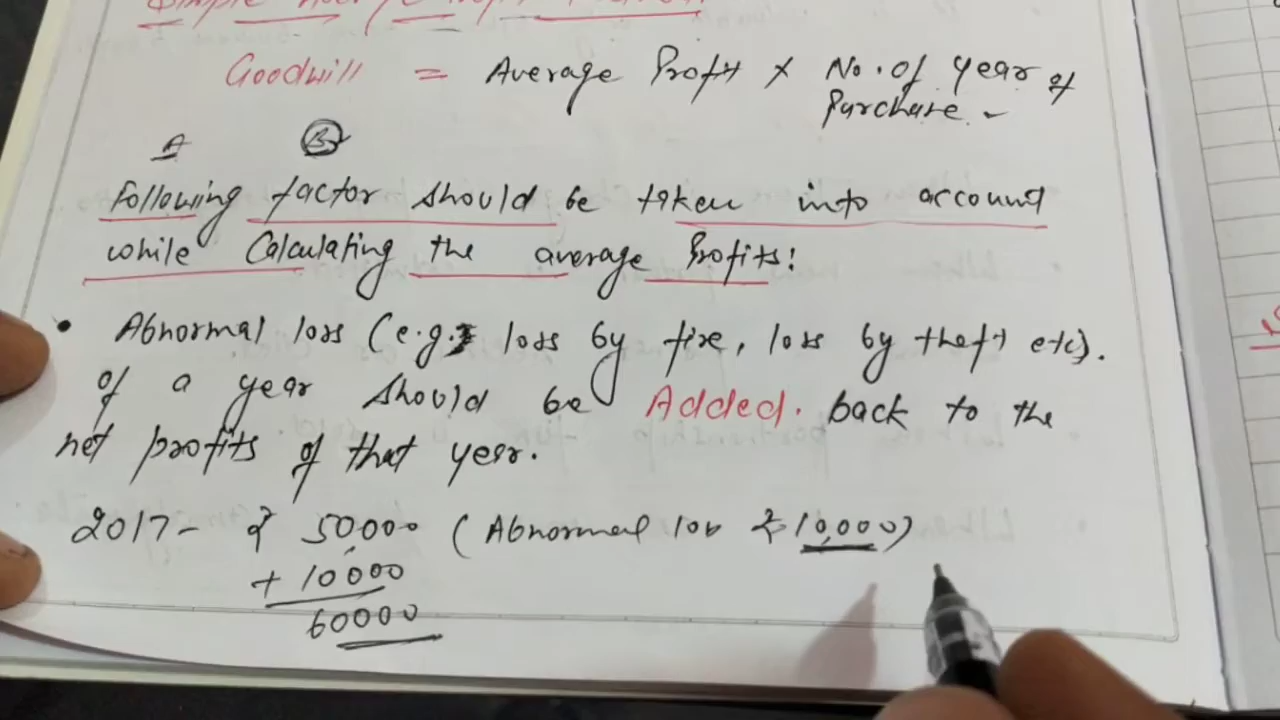 Goodwill = Average Profit × No. of year of
Purchase.
A B
Following factor should be taken into account
while Calculating the average Profits:
• Abnormal loss (e.g. loss by fire, loss by theft etc).
of a year should be Added. back to the
net profits of that year.
2017- ₹ 50,000 (Abnormal loss ₹ 10,000)
+ 10000
60000